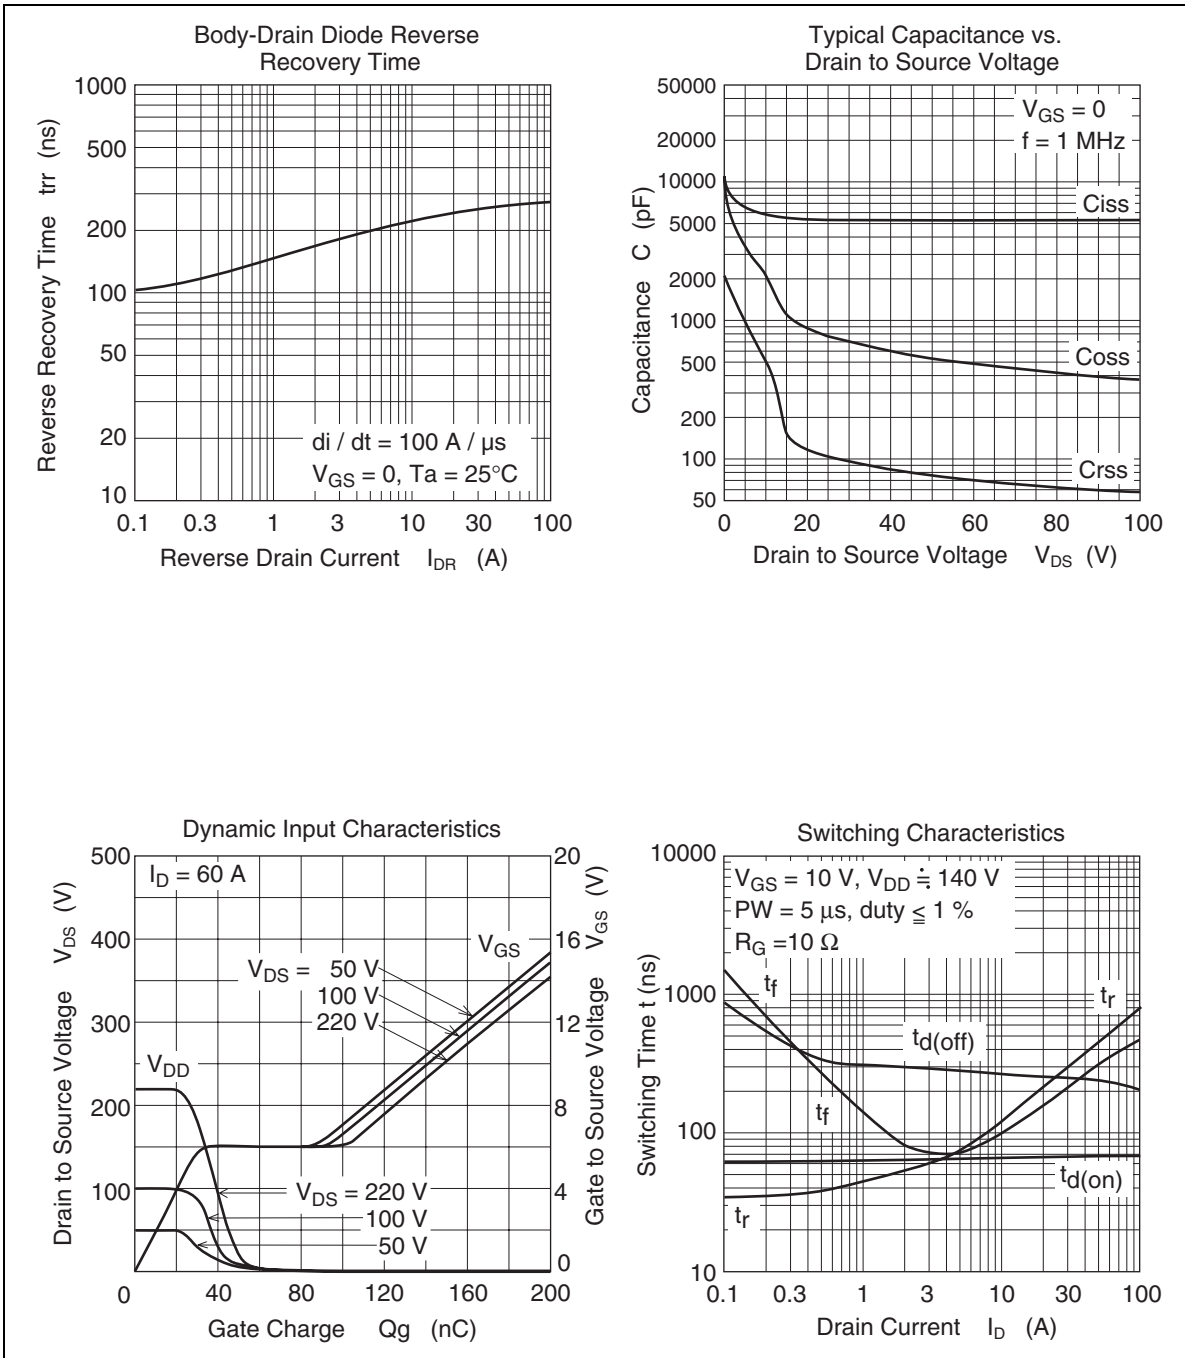 Body-Drain Diode Reverse
Recovery Time
1000
500
200
100
50
20
10
Reverse Recovery Time trr (ns)
di / dt = 100 A / μs
VGS = 0, Ta = 25°C
0.1 0.3 1 3 10 30 100
Reverse Drain Current IDR (A)
Typical Capacitance vs.
Drain to Source Voltage
50000
20000
10000
5000
2000
1000
500
200
100
50
Capacitance C (pF)
VGS = 0
f = 1 MHz
Ciss
Coss
Crss
0 20 40 60 80 100
Drain to Source Voltage VDS (V)
Dynamic Input Characteristics
500
400
300
200
100
0
Drain to Source Voltage VDS (V)
ID = 60 A
VGS
VDS = 50 V
100 V
220 V
VDD
VDS = 220 V
100 V
50 V
20
16
12
8
4
0
Gate to Source Voltage VGS (V)
40 80 120 160 200
Gate Charge Qg (nC)
Switching Characteristics
10000
1000
100
10
Switching Time t (ns)
VGS = 10 V, VDD ≒ 140 V
PW = 5 μs, duty ≦ 1 %
RG =10 Ω
tf
tr
td(off)
tf
td(on)
tr
0.1 0.3 1 3 10 30 100
Drain Current ID (A)